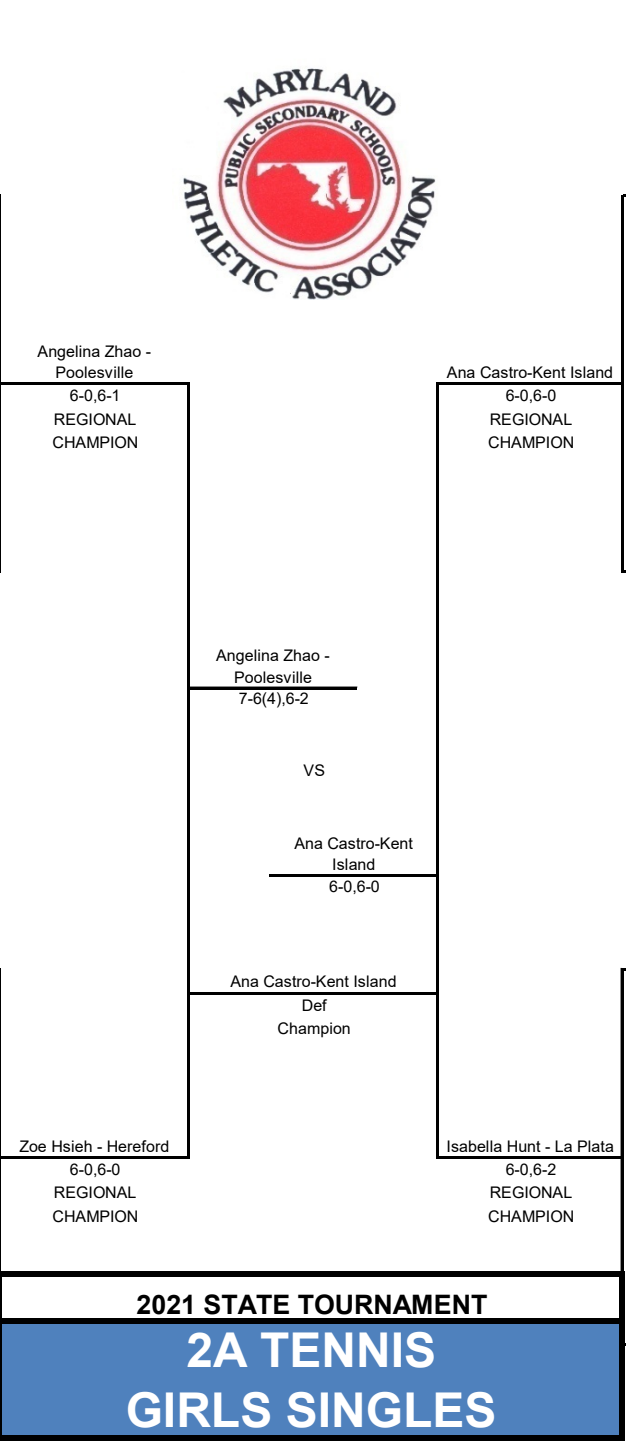 MARYLAND
PUBLIC SECONDARY SCHOOLS
ATHLETIC ASSOCIATION
Angelina Zhao -
Poolesville
6-0,6-1
REGIONAL
CHAMPION
Ana Castro-Kent Island
6-0,6-0
REGIONAL
CHAMPION
Angelina Zhao -
Poolesville
7-6(4),6-2
VS
Ana Castro-Kent
Island
6-0,6-0
Ana Castro-Kent Island
Def
Champion
Zoe Hsieh - Hereford
6-0,6-0
REGIONAL
CHAMPION
Isabella Hunt - La Plata
6-0,6-2
REGIONAL
CHAMPION
2021 STATE TOURNAMENT
2A TENNIS
GIRLS SINGLES